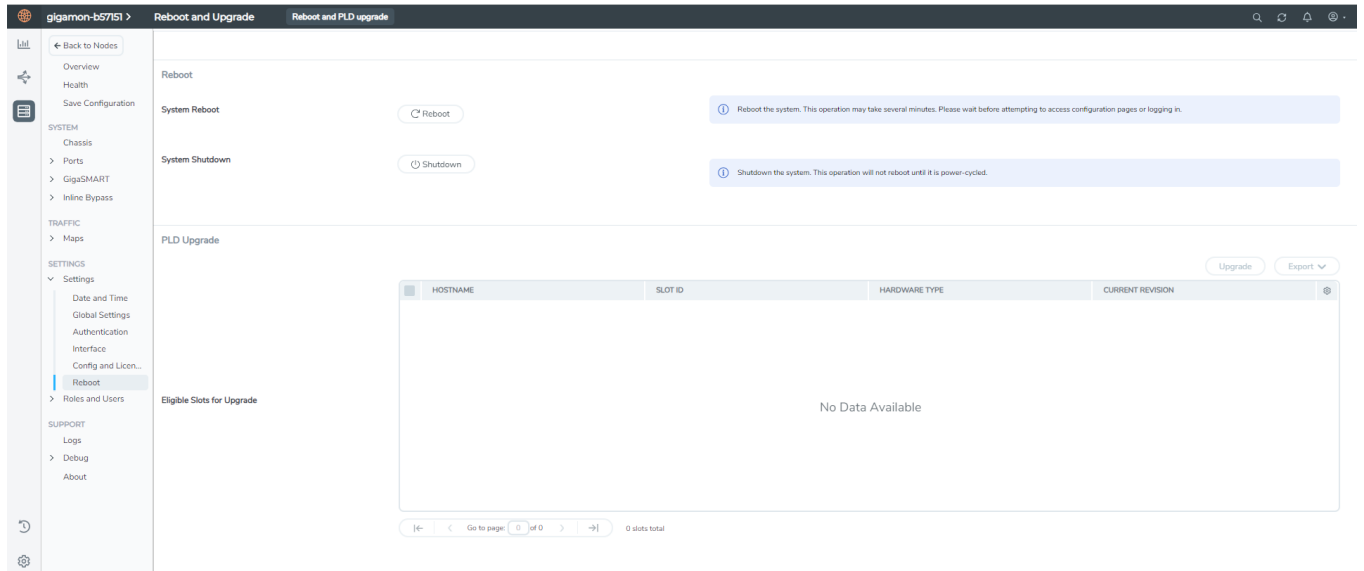 gigamon-b57151 >
Reboot and Upgrade
Reboot and PLD upgrade
Back to Nodes
Overview
Health
Save Configuration
SYSTEM
Chassis
Ports
GigaSMART
Inline Bypass
TRAFFIC
Maps
SETTINGS
Settings
Date and Time
Global Settings
Authentication
Interface
Config and Licen...
Reboot
Roles and Users
SUPPORT
Logs
Debug
About
Reboot
System Reboot
Reboot
Reboot the system. This operation may take several minutes. Please wait before attempting to access configuration pages or logging in.
System Shutdown
Shutdown
Shutdown the system. This operation will not reboot until it is power-cycled.
PLD Upgrade
Upgrade
Export
HOSTNAME
SLOT ID
HARDWARE TYPE
CURRENT REVISION
Eligible Slots for Upgrade
No Data Available
Go to page: 0 of 0
0 slots total